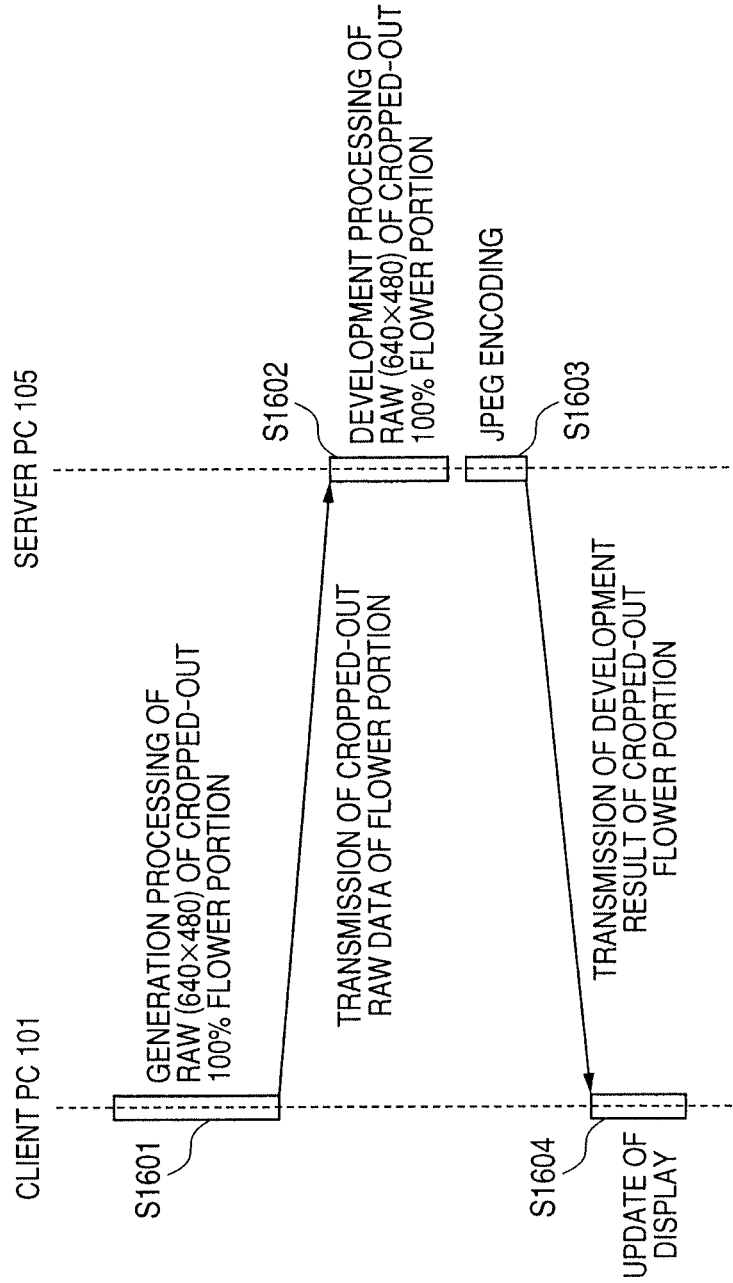 CLIENT PC 101
SERVER PC 105
S1601
GENERATION PROCESSING OF
RAW (640×480) OF CROPPED-OUT
100% FLOWER PORTION
TRANSMISSION OF CROPPED-OUT
RAW DATA OF FLOWER PORTION
S1602
DEVELOPMENT PROCESSING OF
RAW (640×480) OF CROPPED-OUT
100% FLOWER PORTION
JPEG ENCODING
S1603
TRANSMISSION OF DEVELOPMENT
RESULT OF CROPPED-OUT
FLOWER PORTION
S1604
UPDATE OF
DISPLAY